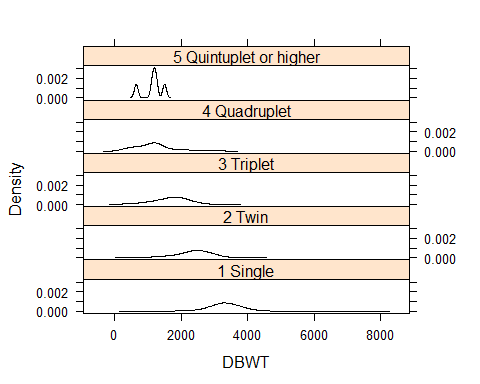 5 Quintuplet or higher
0.002
0.000
4 Quadruplet
0.002
0.000
3 Triplet
0.002
0.000
2 Twin
0.002
0.000
1 Single
0.002
0.000
Density
0 2000 4000 6000 8000
DBWT